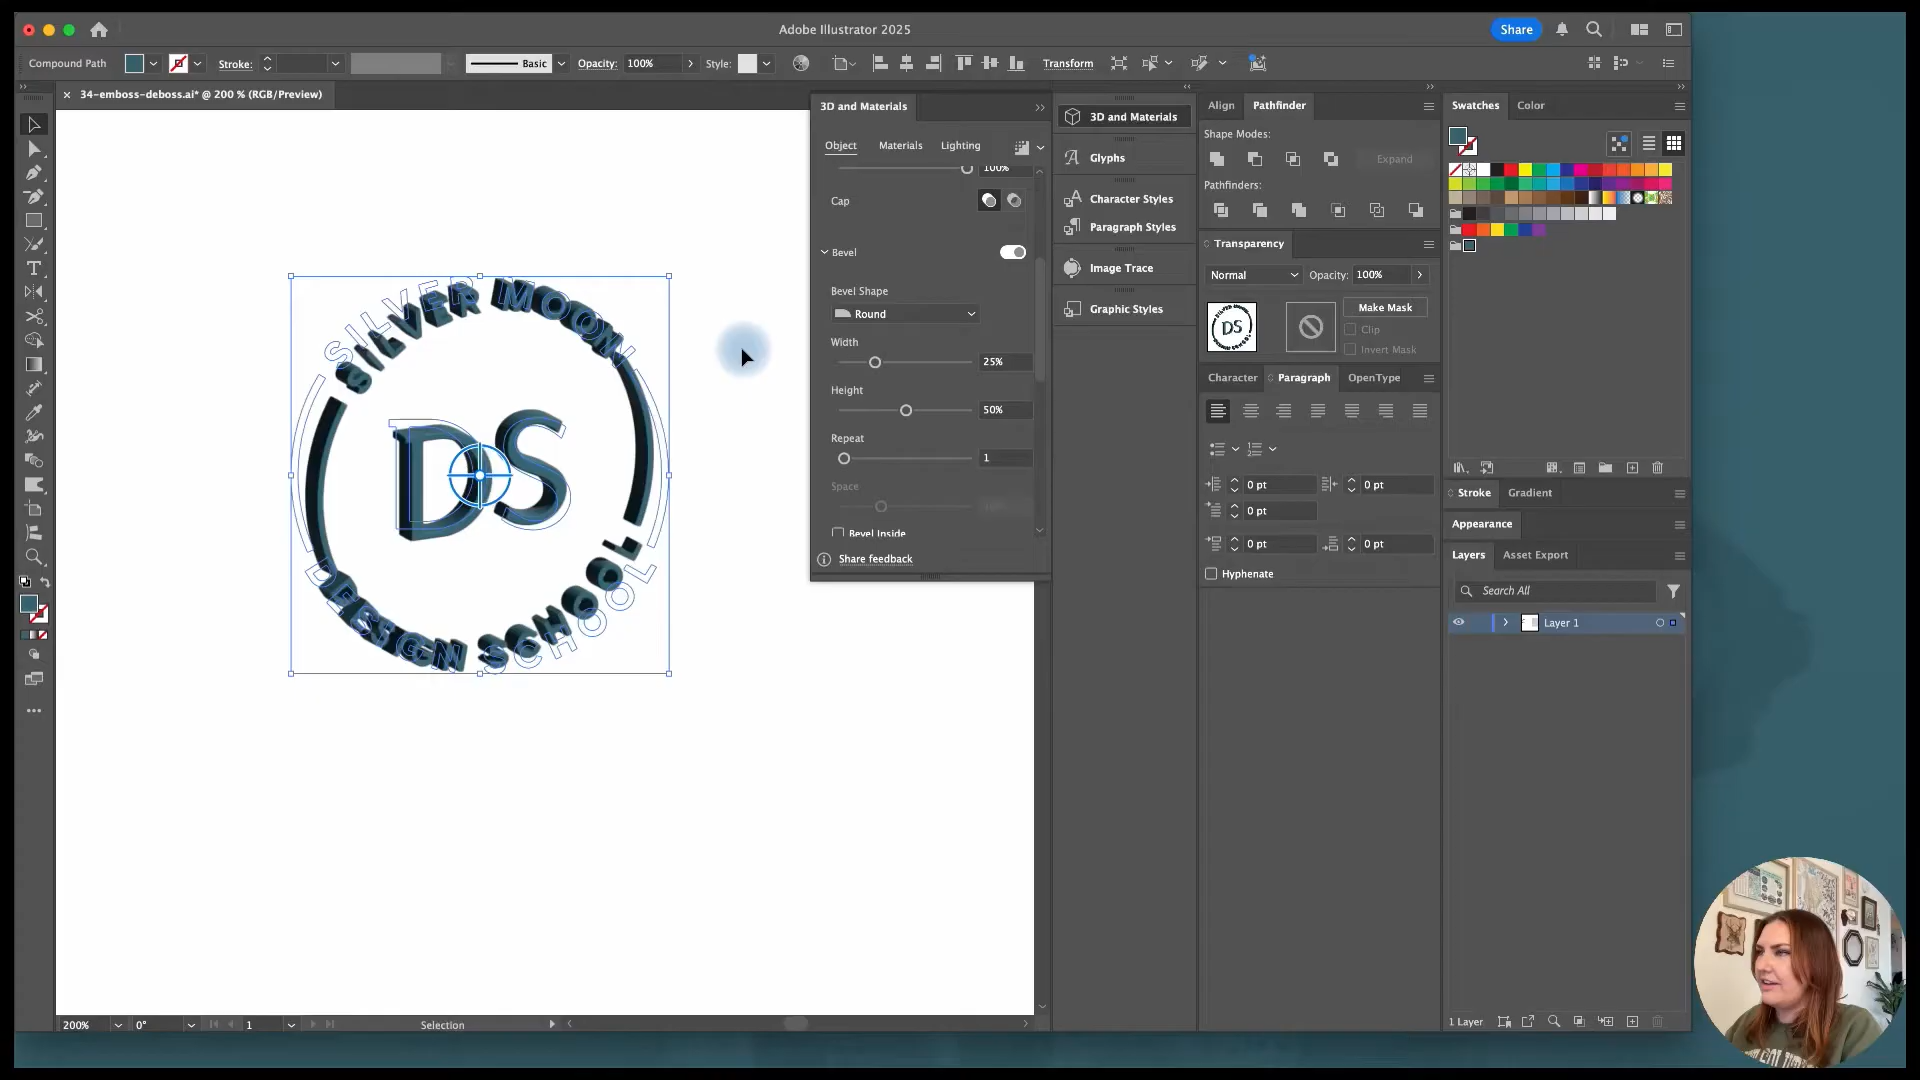 Adobe Illustrator 2025
Share
Compound Path
Stroke:
Basic
Opacity:
100%
Style:
Transform
34-emboss-deboss.ai* @ 200 % (RGB/Preview)
3D and Materials
Object
Materials
Lighting
100%
Cap
Bevel
Bevel Shape
Round
Width
25%
Height
50%
Repeat
1
Space
Bevel Inside
Share feedback
3D and Materials
Glyphs
Character Styles
Paragraph Styles
Image Trace
Graphic Styles
Align
Pathfinder
Shape Modes:
Expand
Pathfinders:
Transparency
Normal
Opacity:
100%
Make Mask
Clip
Invert Mask
Character
Paragraph
OpenType
0 pt
0 pt
0 pt
0 pt
0 pt
Hyphenate
Swatches
Color
Stroke
Gradient
Appearance
Layers
Asset Export
Search All
Layer 1
1 Layer
SILVER MOON
DS
DESIGN SCHOOL
200%
0°
1
Selection